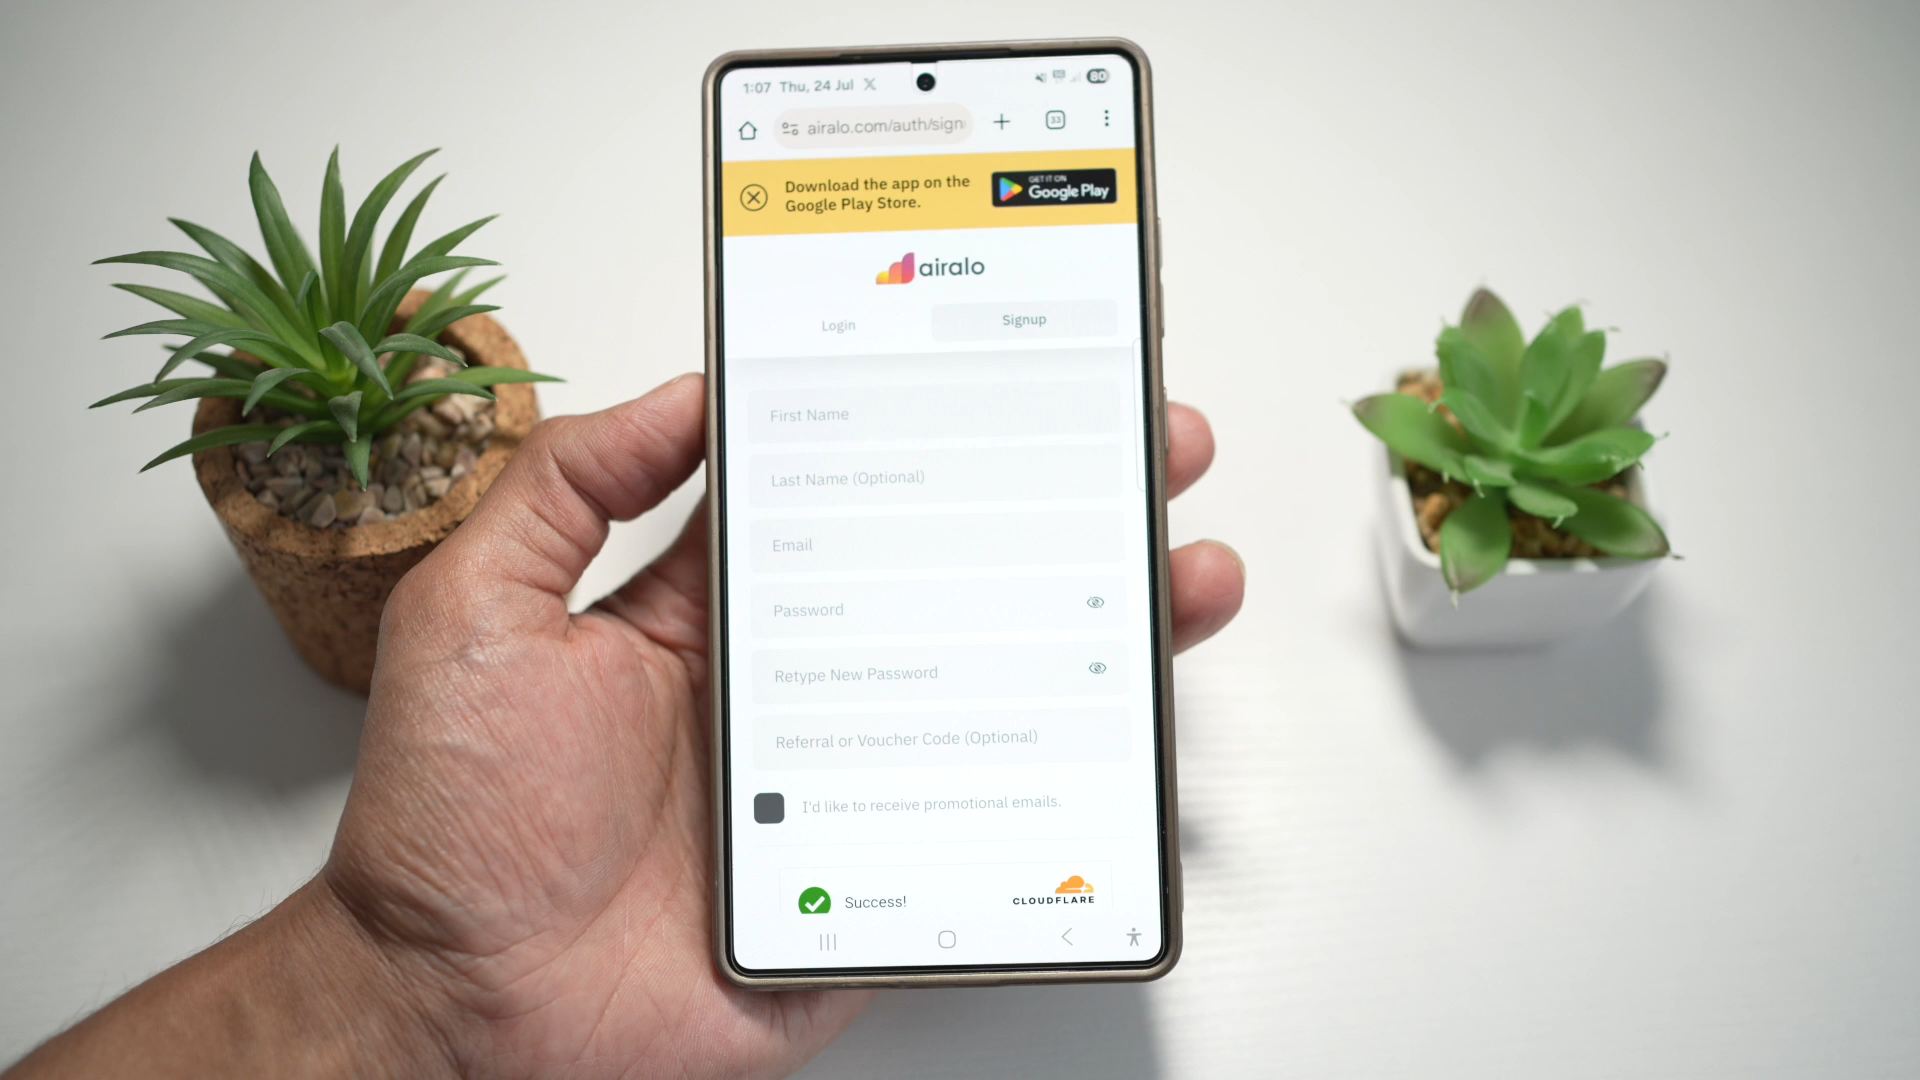 1:07 Thu, 24 Jul X 80
airalo.com/auth/sign 33
Download the app on the
Google Play Store.
GET IT ON
Google Play
airalo
Login Signup
First Name
Last Name (Optional)
Email
Password
Retype New Password
Referral or Voucher Code (Optional)
I'd like to receive promotional emails.
Success!
CLOUDFLARE